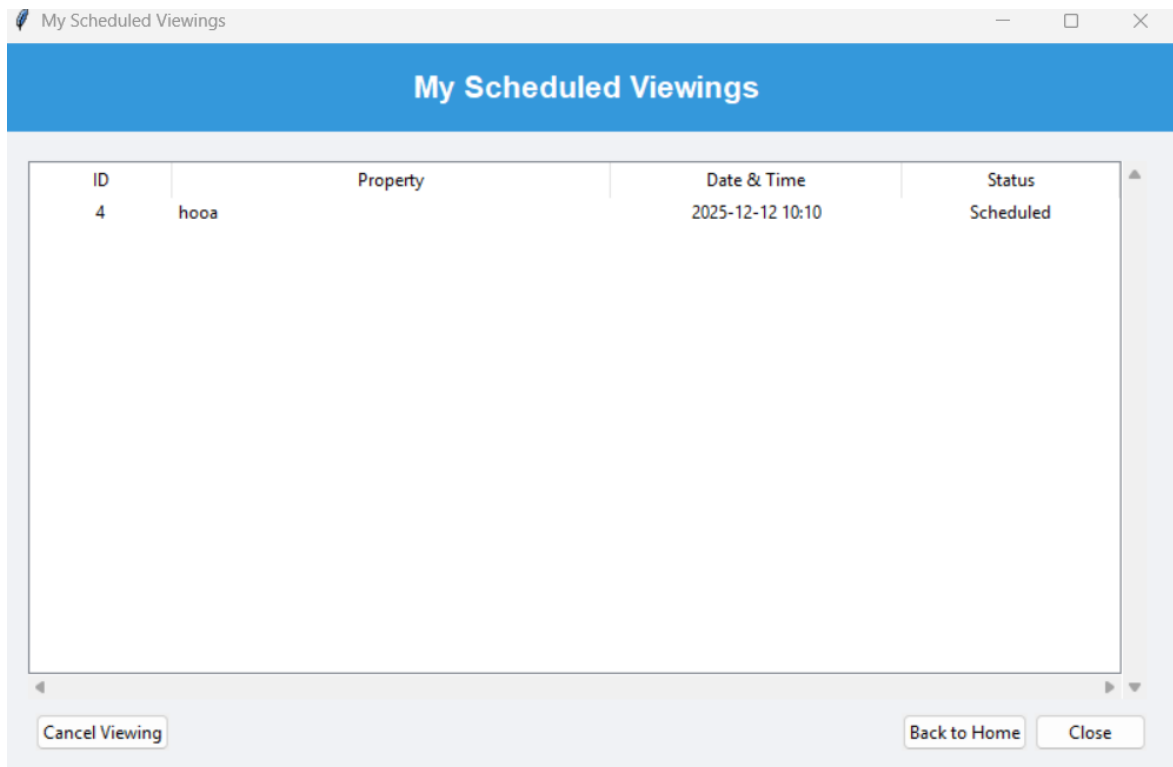 My Scheduled Viewings
My Scheduled Viewings
ID Property Date & Time Status
4 hooa 2025-12-12 10:10 Scheduled
Cancel Viewing Back to Home Close